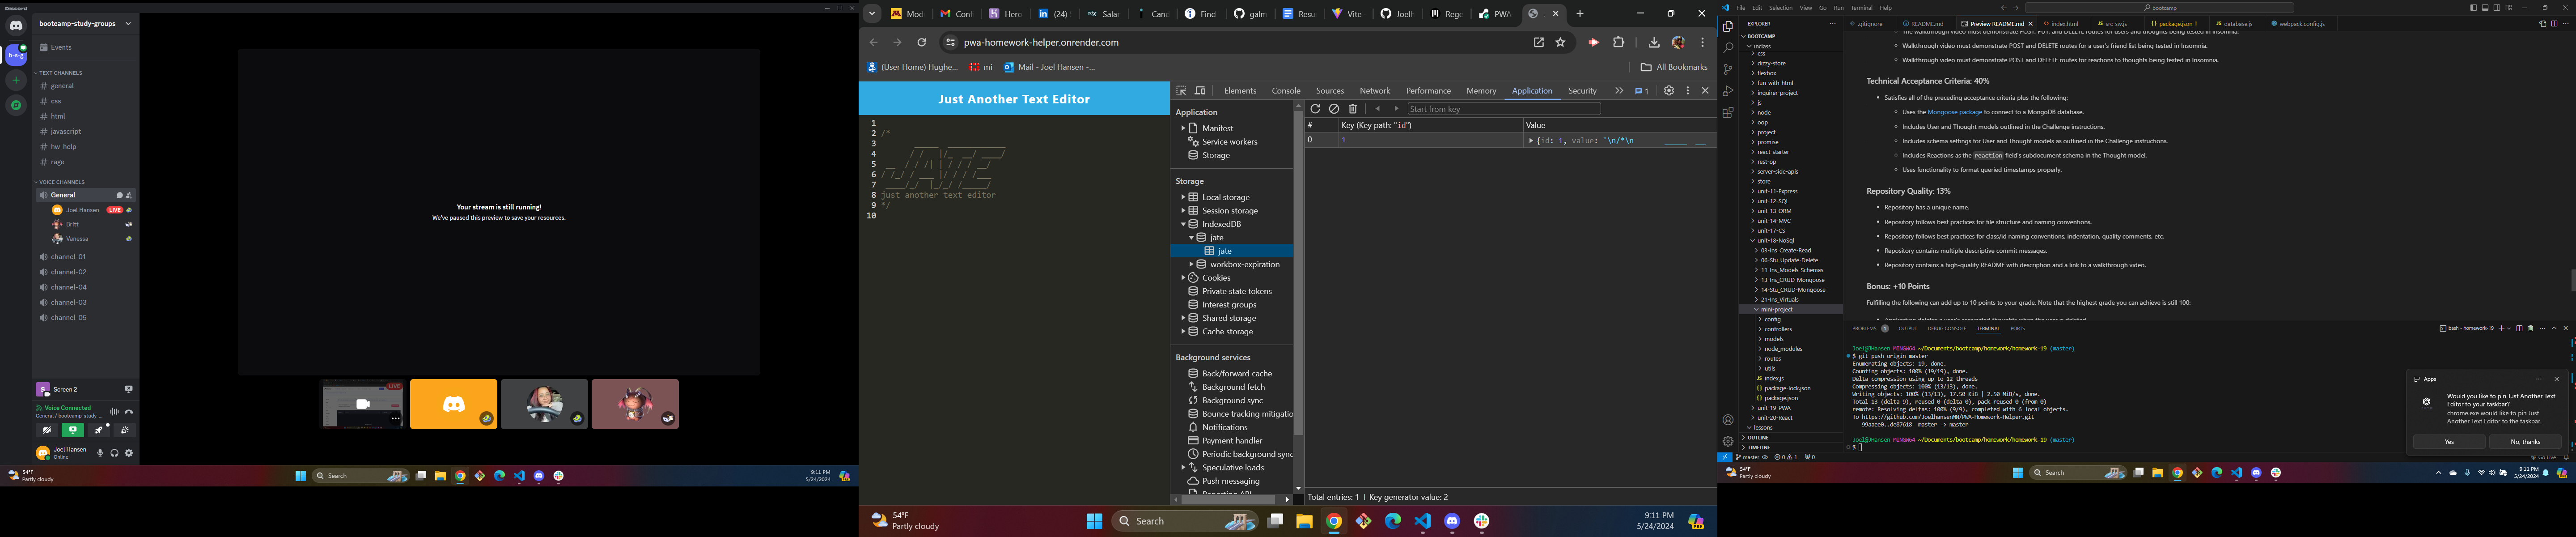 Discord
bootcamp-study-groups
b-s-g
Events
TEXT CHANNELS
general
css
html
javascript
hw-help
rage
VOICE CHANNELS
General
Joel Hansen LIVE
Britt
Vanessa
channel-01
channel-02
channel-04
channel-03
channel-05
Screen 2
Voice Connected
General / bootcamp-study-...
Joel Hansen
Online
Your stream is still running!
We've paused this preview to save your resources.
LIVE
54°F
Partly cloudy
Search
9:11 PM
5/24/2024
Mod
Conf
Hero
(24)
Salar
Canc
Find
galm
Resu
Vite
Joelh
Rege
PWA
pwa-homework-helper.onrender.com
(User Home) Hughe...
mi
Mail - Joel Hansen -...
All Bookmarks
Just Another Text Editor
1
2 /*
3
4
5
6
7
8 just another text editor
9 */
10
Elements Console Sources Network Performance Memory Application Security 1
Application
Manifest
Service workers
Storage
Storage
Local storage
Session storage
IndexedDB
jate
jate
workbox-expiration
Cookies
Private state tokens
Interest groups
Shared storage
Cache storage
Background services
Back/forward cache
Background fetch
Background sync
Bounce tracking mitigatio
Notifications
Payment handler
Periodic background sync
Speculative loads
Push messaging
Reporting API
Start from key
# Key (Key path: "id") Value
0 1 {id: 1, value: '\n/*\n
Total entries: 1 | Key generator value: 2
54°F
Partly cloudy
Search
9:11 PM
5/24/2024
File Edit Selection View Go Run Terminal Help
bootcamp
EXPLORER
.gitignore README.md Preview README.md index.html src-sw.js package.json 1 database.js webpack.config.js
BOOTCAMP
inclass
css
dizzy-store
flexbox
fun-with-html
inquirer-project
js
node
oop
project
promise
react-starter
rest-op
server-side-apis
store
unit-11-Express
unit-12-SQL
unit-13-ORM
unit-14-MVC
unit-17-CS
unit-18-NoSql
03-Ins_Create-Read
06-Stu_Update-Delete
11-Ins_Models-Schemas
13-Ins_CRUD-Mongoose
14-Stu_CRUD-Mongoose
21-Ins_Virtuals
mini-project
config
controllers
models
node_modules
routes
utils
index.js
package-lock.json
package.json
unit-19-PWA
unit-20-React
lessons
OUTLINE
TIMELINE
Walkthrough video must demonstrate POST and DELETE routes for a user's friend list being tested in Insomnia.
Walkthrough video must demonstrate POST and DELETE routes for reactions to thoughts being tested in Insomnia.
Technical Acceptance Criteria: 40%
Satisfies all of the preceding acceptance criteria plus the following:
Uses the Mongoose package to connect to a MongoDB database.
Includes User and Thought models outlined in the Challenge instructions.
Includes schema settings for User and Thought models as outlined in the Challenge instructions.
Includes Reactions as the reaction field's subdocument schema in the Thought model.
Uses functionality to format queried timestamps properly.
Repository Quality: 13%
Repository has a unique name.
Repository follows best practices for file structure and naming conventions.
Repository follows best practices for class/id naming conventions, indentation, quality comments, etc.
Repository contains multiple descriptive commit messages.
Repository contains a high-quality README with description and a link to a walkthrough video.
Bonus: +10 Points
Fulfilling the following can add up to 10 points to your grade. Note that the highest grade you can achieve is still 100:
PROBLEMS 1 OUTPUT DEBUG CONSOLE TERMINAL PORTS
bash - homework-19
Joel@JHansen MINGW64 ~/Documents/bootcamp/homework/homework-19 (master)
$ git push origin master
Enumerating objects: 19, done.
Counting objects: 100% (19/19), done.
Delta compression using up to 12 threads
Compressing objects: 100% (13/13), done.
Writing objects: 100% (13/13), 17.50 KiB | 2.50 MiB/s, done.
Total 13 (delta 9), reused 0 (delta 0), pack-reused 0 (from 0)
remote: Resolving deltas: 100% (9/9), completed with 6 local objects.
To https://github.com/JoelhansenMN/PWA-Homework-Helper.git
99aaee0..de87618 master -> master
Joel@JHansen MINGW64 ~/Documents/bootcamp/homework/homework-19 (master)
$
Apps
Would you like to pin Just Another Text
Editor to your taskbar?
chrome.exe would like to pin Just
Another Text Editor to the taskbar.
Yes
No, thanks
master 0 1 0
Go Live
54°F
Partly cloudy
Search
9:11 PM
5/24/2024